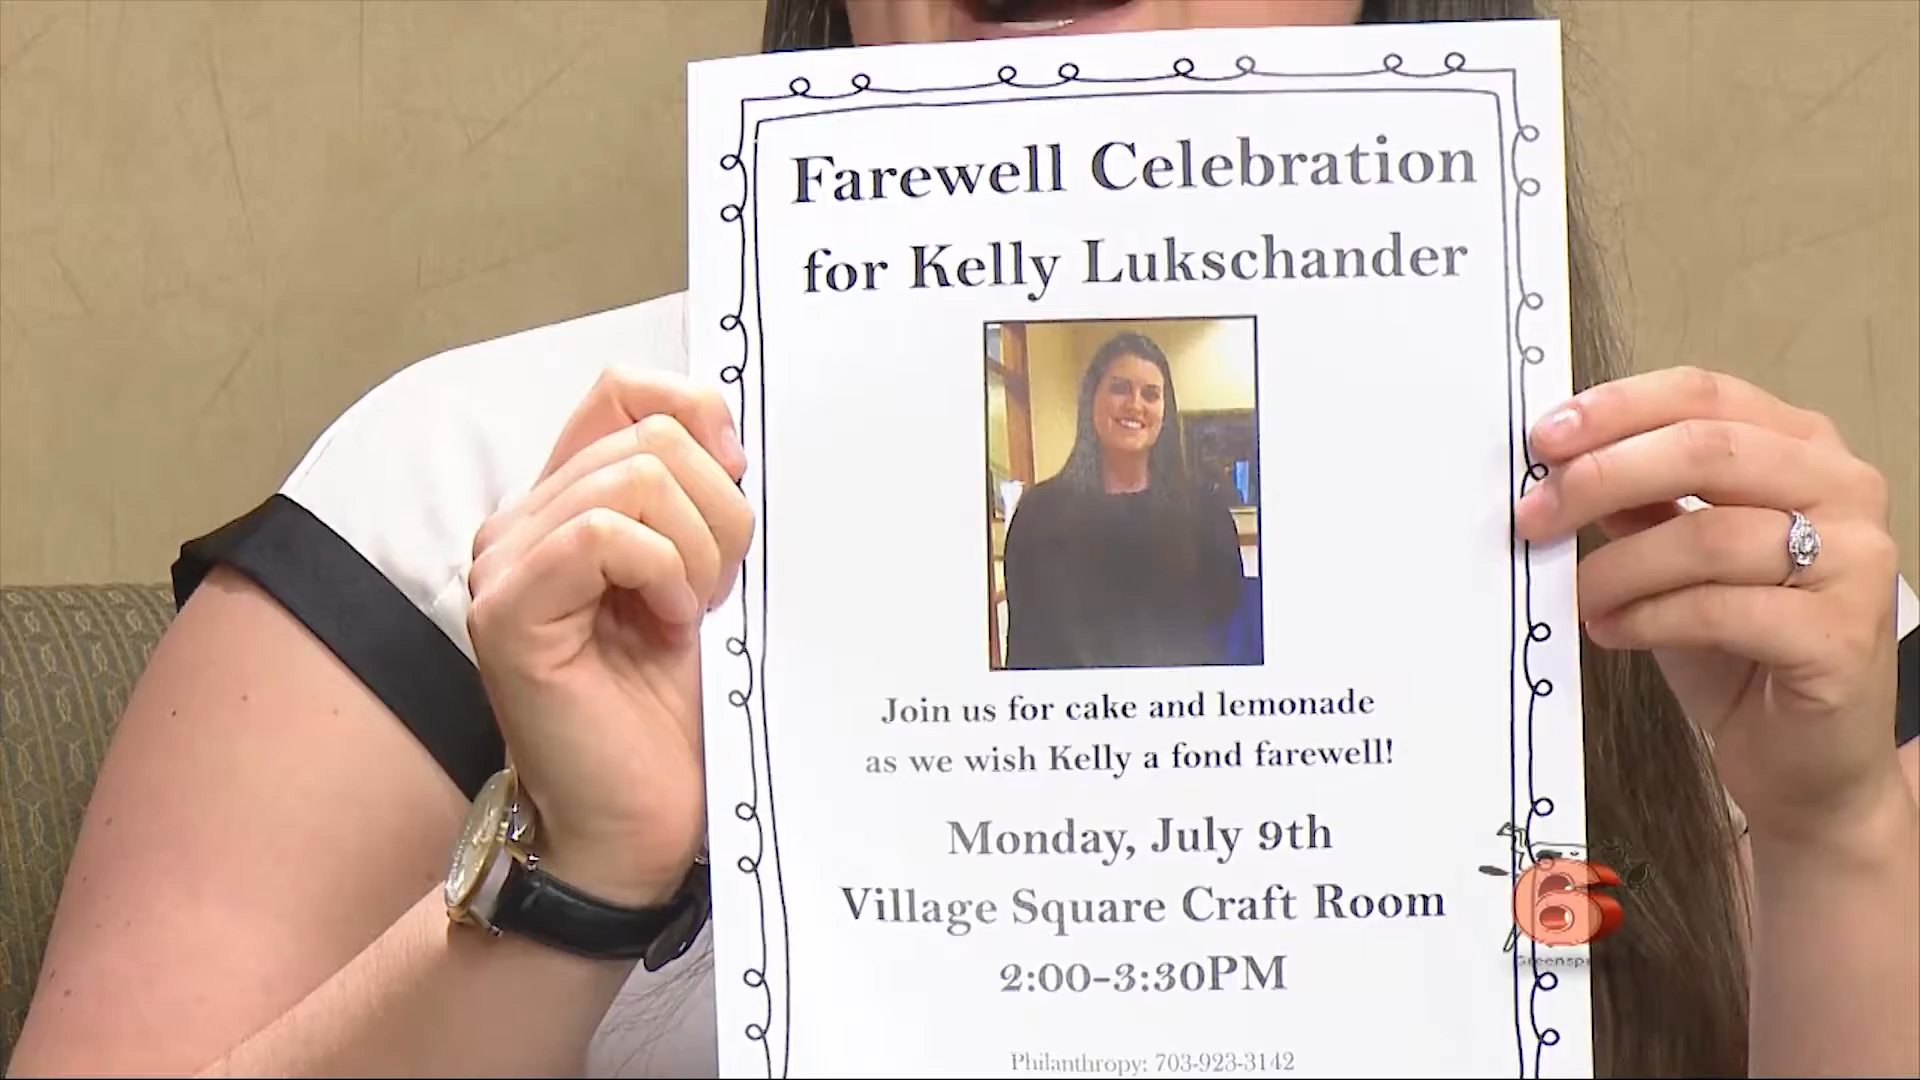 Farewell Celebration
for Kelly Lukschander
Join us for cake and lemonade
as we wish Kelly a fond farewell!
Monday, July 9th
Village Square Craft Room
2:00-3:30PM
Philanthropy: 703-923-3142
6